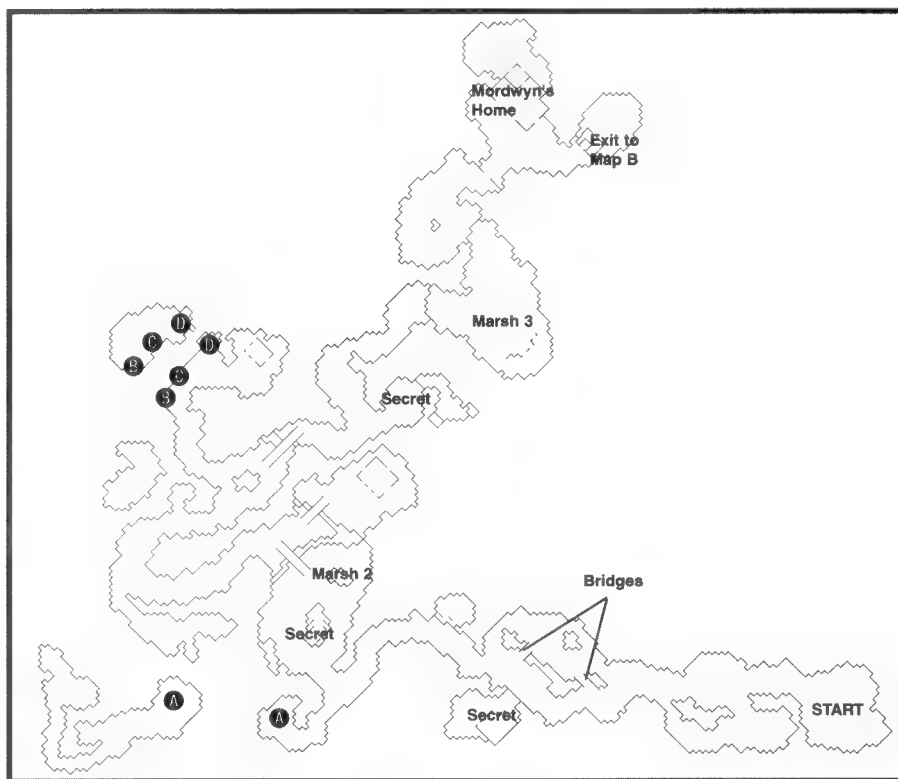 Mordwyn's
Home
Exit to
Map B
Marsh 3
D
C
D
B
C
B
Secret
Marsh 2
Bridges
Secret
A
A
Secret
START